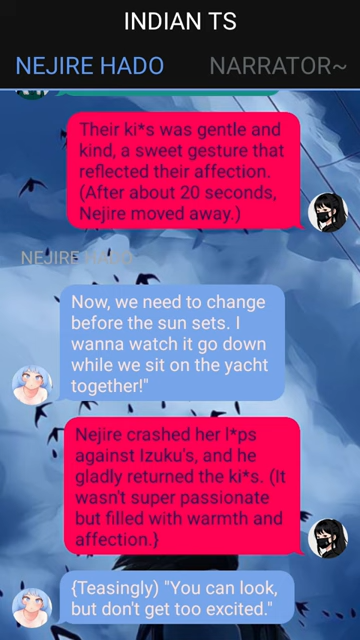 INDIAN TS
NEJIRE HADO NARRATOR~
Their ki*s was gentle and
kind, a sweet gesture that
reflected their affection.
(After about 20 seconds,
Nejire moved away.)
NEJIRE HADO
Now, we need to change
before the sun sets. I
wanna watch it go down
while we sit on the yacht
together!"
Nejire crashed her l*ps
against Izuku's, and he
gladly returned the ki*s. (It
wasn't super passionate
but filled with warmth and
affection.}
{Teasingly) "You can look,
but don't get too excited."